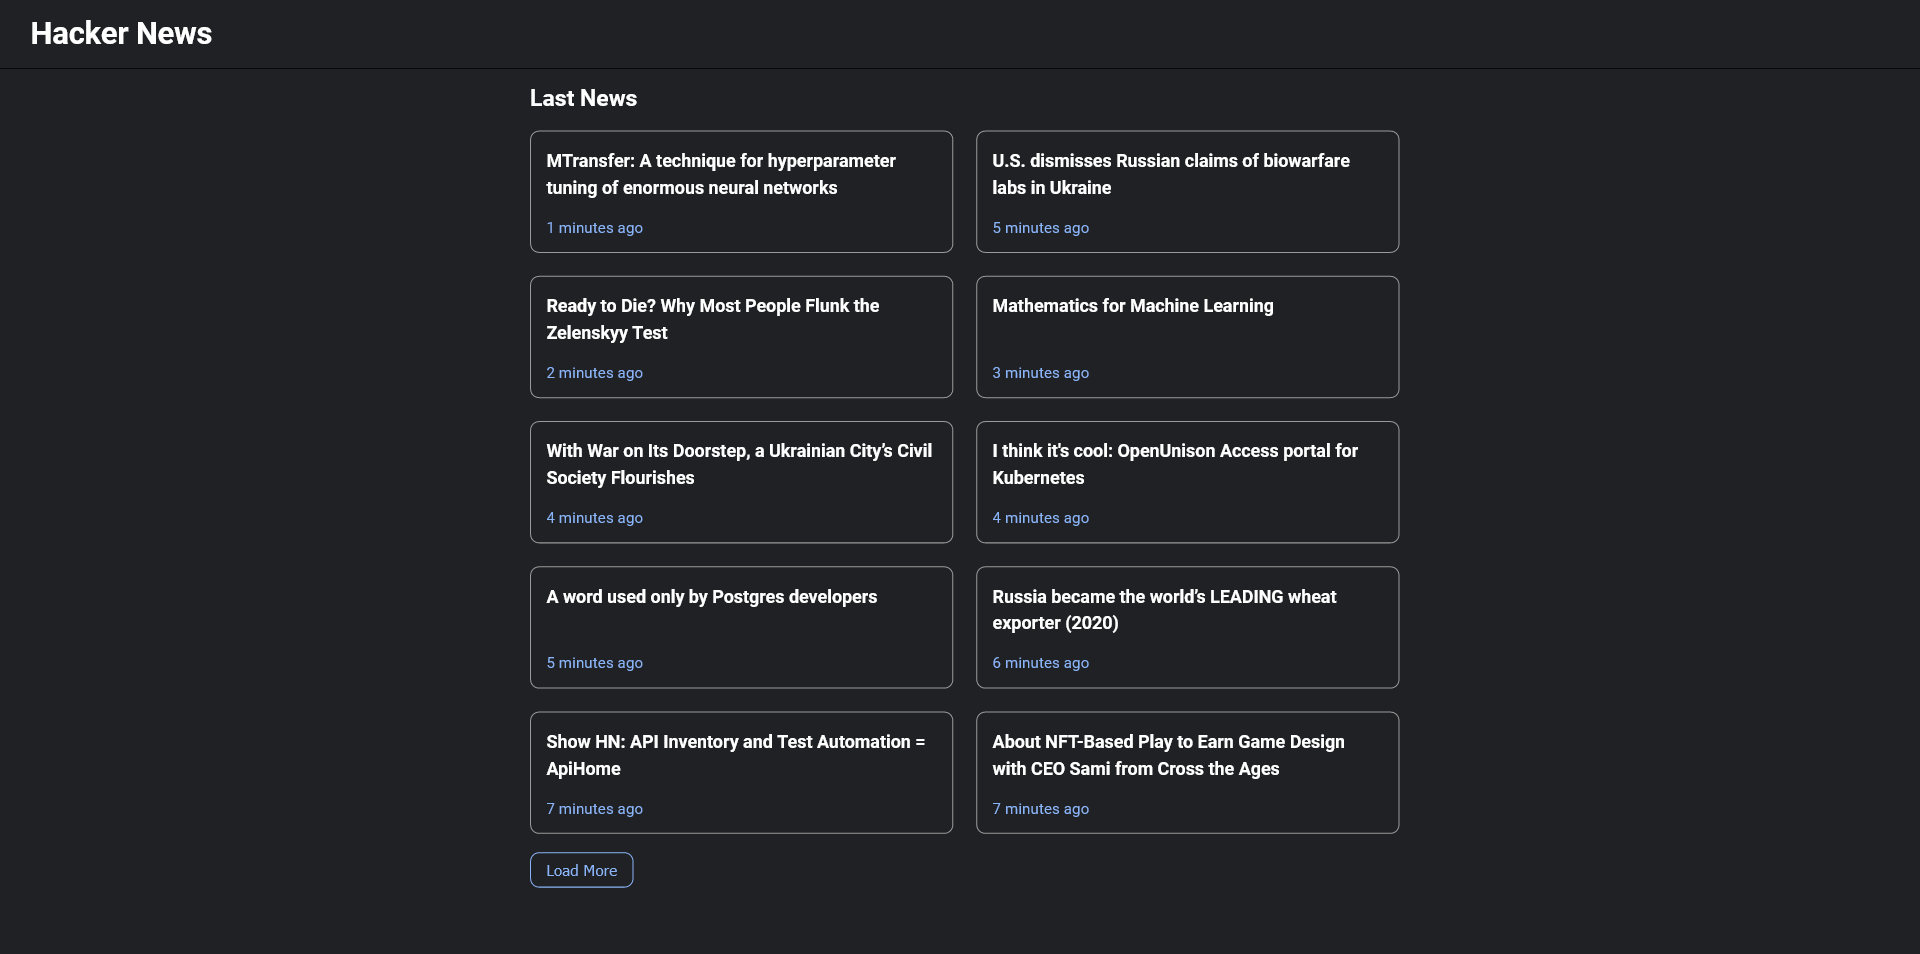 Hacker News
Last News
MTransfer: A technique for hyperparameter
tuning of enormous neural networks
1 minutes ago
U.S. dismisses Russian claims of biowarfare
labs in Ukraine
5 minutes ago
Ready to Die? Why Most People Flunk the
Zelenskyy Test
2 minutes ago
Mathematics for Machine Learning
3 minutes ago
With War on Its Doorstep, a Ukrainian City’s Civil
Society Flourishes
4 minutes ago
I think it's cool: OpenUnison Access portal for
Kubernetes
4 minutes ago
A word used only by Postgres developers
5 minutes ago
Russia became the world’s LEADING wheat
exporter (2020)
6 minutes ago
Show HN: API Inventory and Test Automation =
ApiHome
7 minutes ago
About NFT-Based Play to Earn Game Design
with CEO Sami from Cross the Ages
7 minutes ago
Load More